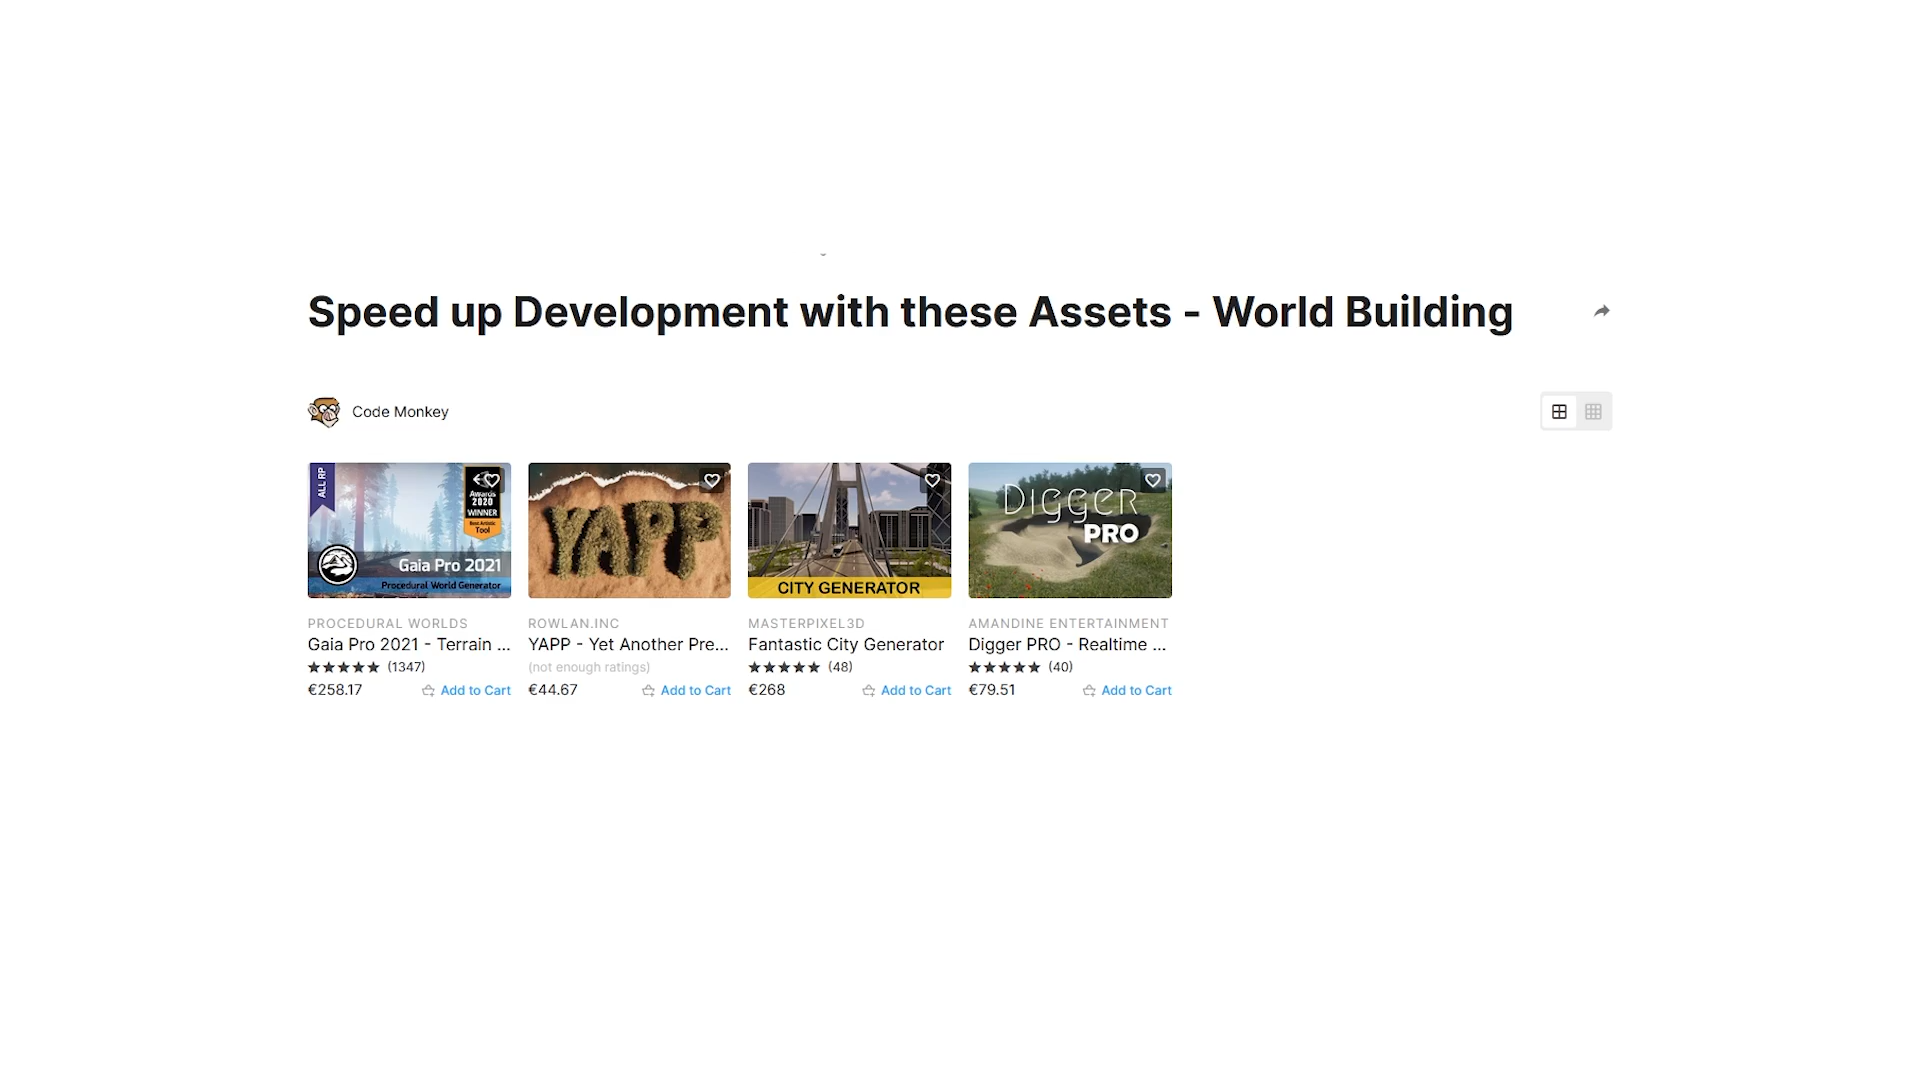 Speed up Development with these Assets - World Building
Code Monkey
ALL RP
Awards
2020
WINNER
Best Artistic
Tool
Gaia Pro 2021
Procedural World Generator
YAPP
CITY GENERATOR
DIGGER
PRO
PROCEDURAL WORLDS
Gaia Pro 2021 - Terrain ...
(1347)
€258.17
Add to Cart
ROWLAN.INC
YAPP - Yet Another Pre...
(not enough ratings)
€44.67
Add to Cart
MASTERPIXEL3D
Fantastic City Generator
(48)
€268
Add to Cart
AMANDINE ENTERTAINMENT
Digger PRO - Realtime ...
(40)
€79.51
Add to Cart